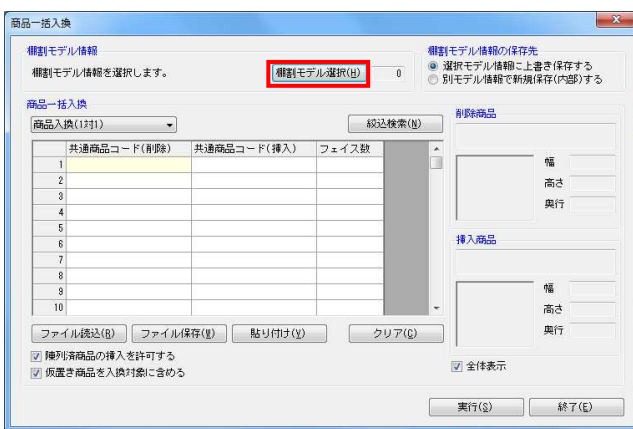 商品一括入換
棚割モデル情報
棚割モデル情報を選択します。
棚割モデル選択(H)
0
棚割モデル情報の保存先
選択モデル情報に上書き保存する
別モデル情報で新規保存(内部)する
商品一括入換
商品入換(1対1)
絞込検索(N)
共通商品コード(削除) 共通商品コード(挿入) フェイス数
1
2
3
4
5
6
7
8
9
10
ファイル読込(R) ファイル保存(W) 貼り付け(Y) クリア(C)
陳列済商品の挿入を許可する
仮置き商品を入換対象に含める
削除商品
幅
高さ
奥行
挿入商品
幅
高さ
奥行
全体表示
実行(S) 終了(E)